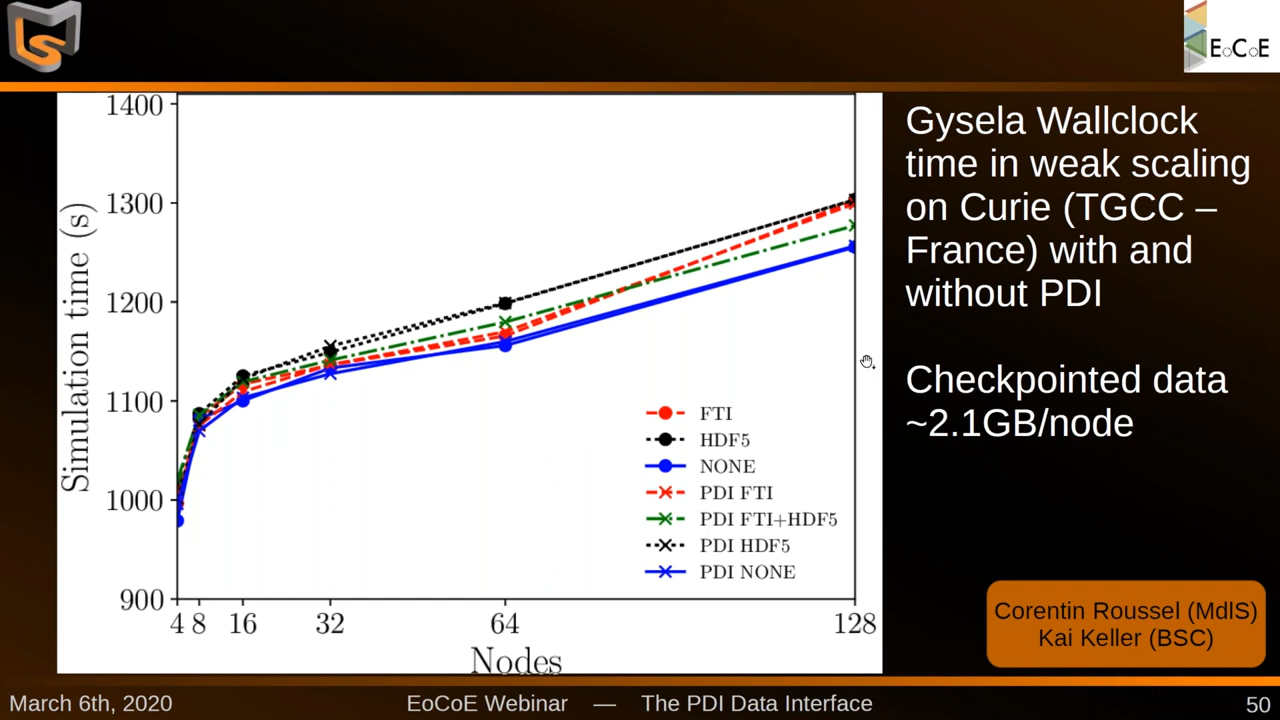 EoCoE
Gysela Wallclock
time in weak scaling
on Curie (TGCC –
France) with and
without PDI
Checkpointed data
~2.1GB/node
Simulation time (s)
1400
1300
1200
1100
1000
900
4 8 16 32 64 128
Nodes
FTI
HDF5
NONE
PDI FTI
PDI FTI+HDF5
PDI HDF5
PDI NONE
Corentin Roussel (MdlS)
Kai Keller (BSC)
March 6th, 2020 EoCoE Webinar — The PDI Data Interface 50